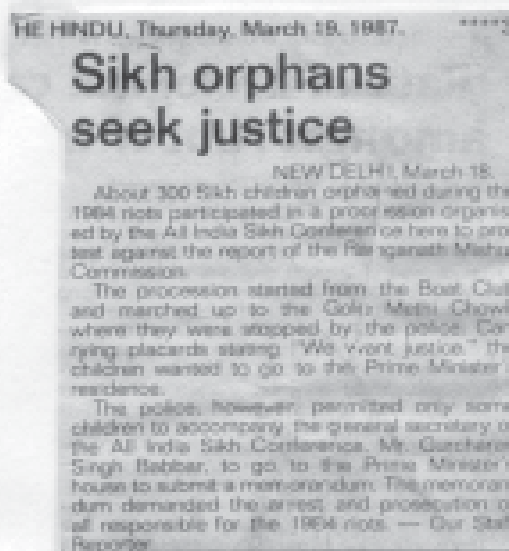 HE HINDU, Thursday, March 19, 1987.
Sikh orphans
seek justice
NEW DELHI, March 18.
About 300 Sikh children orphaned during the
1984 riots participated in a procession organis-
ed by the All India Sikh Conference here to pro
test against the report of the Ranganath Mishra
Commission.
The procession started from the Boat Club
and marched up to the Gole Methi Chowk
where they were stopped by the police. Car
rying placards stating "We want justice," the
children wanted to go to the Prime Minister's
residence.
The police, however, permitted only some
children to accompany the general secretary of
the All India Sikh Conference, Mr. Gurcharan
Singh Babbar, to go to the Prime Minister's
house to submit a memorandum. The memoran
dum demanded the arrest and prosecution of
all responsible for the 1984 riots. — Our Staff
Reporter.